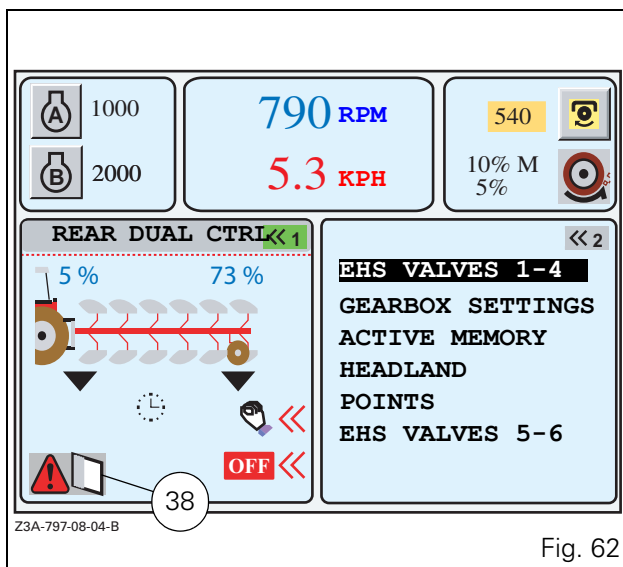 A 1000
B 2000
790 RPM
5.3 KPH
540
10% M
5%
REAR DUAL CTRL << 1
5 % 73 %
OFF
38
<< 2
EHS VALVES 1-4
GEARBOX SETTINGS
ACTIVE MEMORY
HEADLAND
POINTS
EHS VALVES 5-6
Z3A-797-08-04-B
Fig. 62